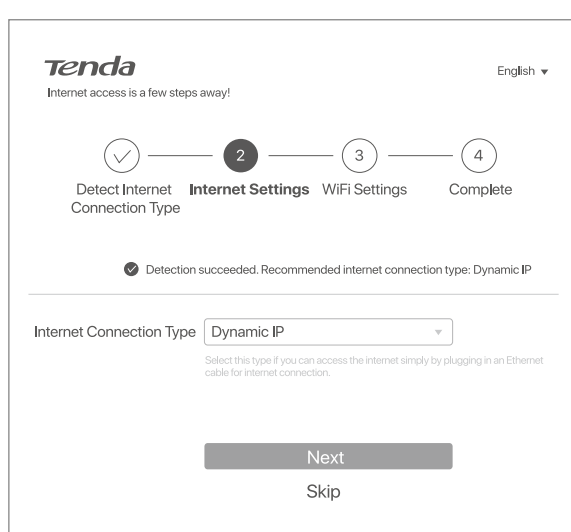 Tenda
English
Internet access is a few steps away!
2
3
4
Detect Internet
Connection Type
Internet Settings
WiFi Settings
Complete
Detection succeeded. Recommended internet connection type: Dynamic IP
Internet Connection Type
Dynamic IP
Select this type if you can access the internet simply by plugging in an Ethernet
cable for internet connection.
Next
Skip